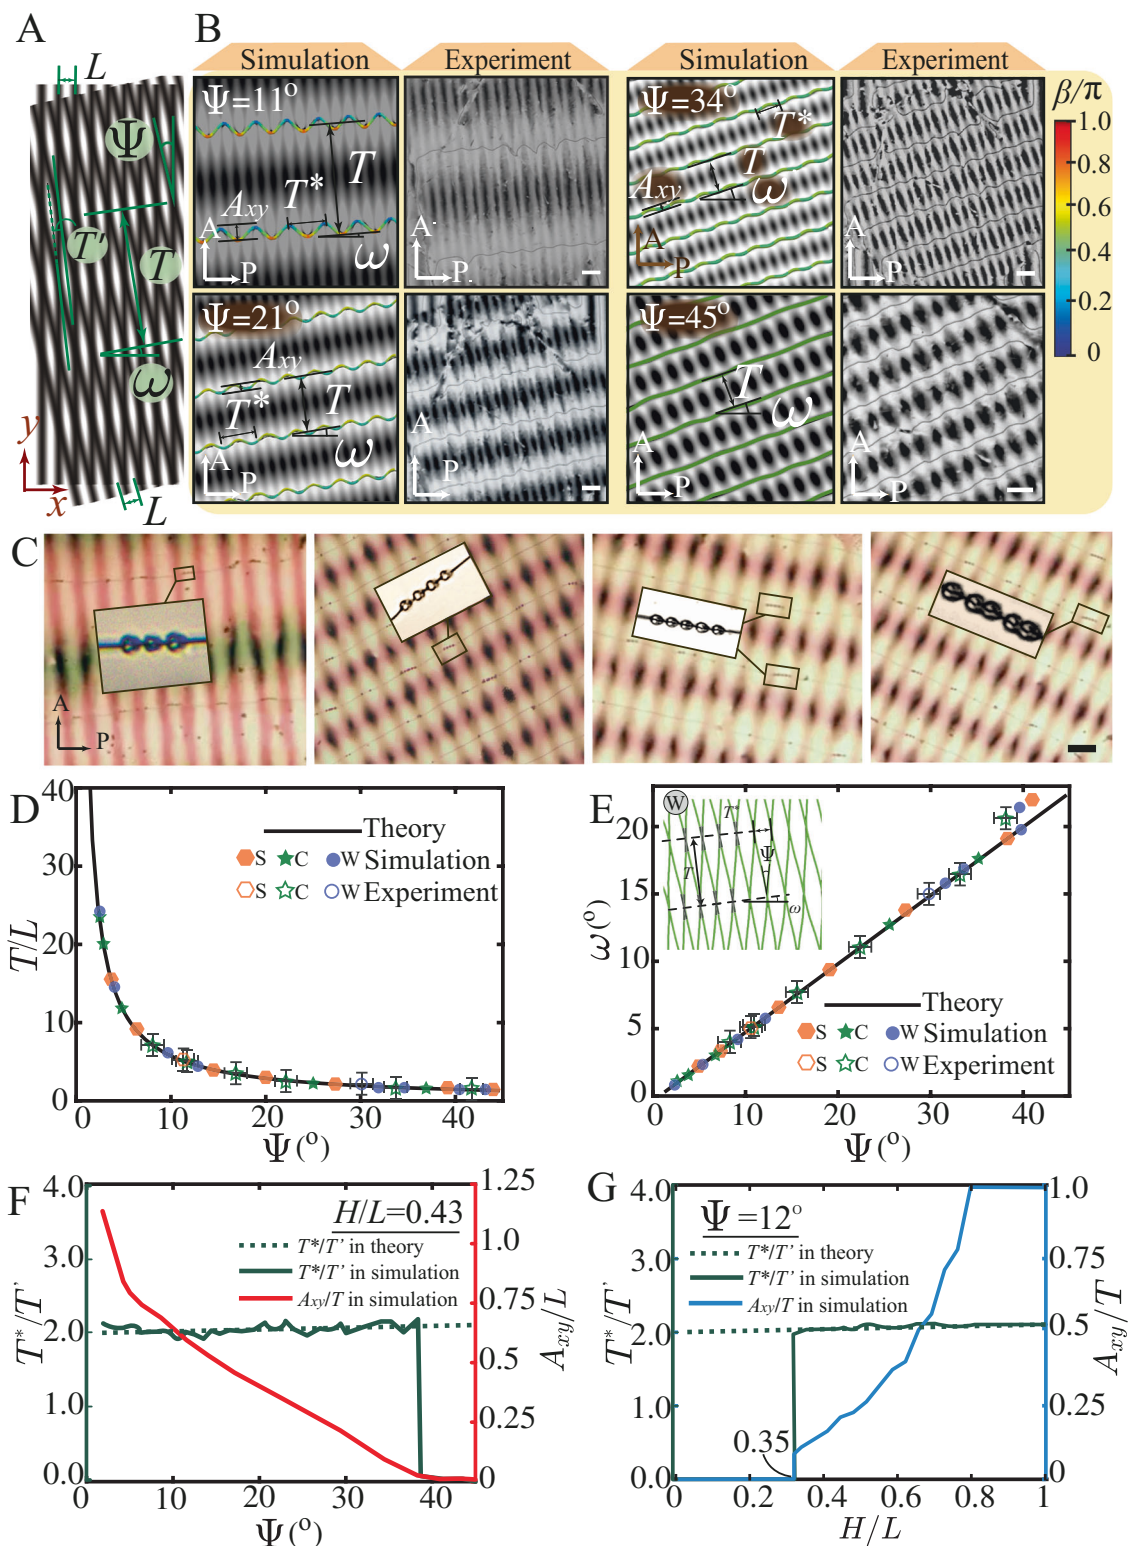 A
L
Ψ
T'
T
ω
y
x
L
B
Simulation Experiment Simulation Experiment
Ψ=11°
T
T*
Axy
ω
A
P
A
P
Ψ=34°
T*
T
Axy
ω
A
P
A
P
β/π
1.0
0.8
0.6
0.4
0.2
0
Ψ=21°
Axy
T
T*
ω
A
P
A
P
Ψ=45°
T
ω
A
P
A
P
C
A
P
D
40
30
20
10
0
T/L
Theory
S C W Simulation
S C W Experiment
0 10 20 30 40
Ψ(°)
E
W
T*
Ψ
T
ω
20
15
10
5
0
ω(°)
Theory
S C W Simulation
S C W Experiment
0 10 20 30 40
Ψ(°)
F
H/L=0.43
T*/T' in theory
T*/T' in simulation
Axy/T in simulation
4.0
3.0
2.0
1.0
0.0
T*/T'
1.25
1.0
0.75
0.5
0.25
0
Axy/L
0 10 20 30 40
Ψ(°)
G
Ψ=12°
T*/T' in theory
T*/T' in simulation
Axy/T in simulation
0.35
4.0
3.0
2.0
1.0
0.0
T*/T'
1.0
0.75
0.5
0.25
0
Axy/T
0 0.2 0.4 0.6 0.8 1
H/L